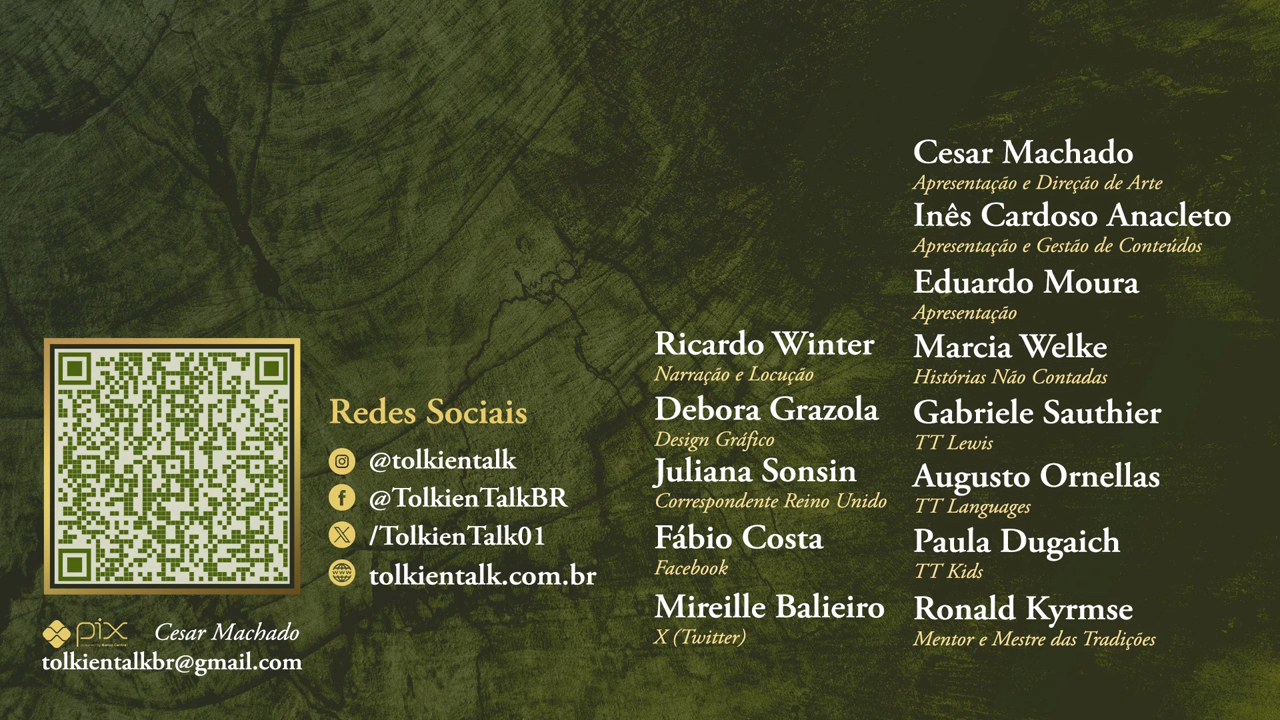 Cesar Machado
Apresentação e Direção de Arte
Inês Cardoso Anacleto
Apresentação e Gestão de Conteúdos
Eduardo Moura
Apresentação
Marcia Welke
Histórias Não Contadas
Gabriele Sauthier
TT Lewis
Augusto Ornellas
TT Languages
Paula Dugaich
TT Kids
Ronald Kyrmse
Mentor e Mestre das Tradições
Ricardo Winter
Narração e Locução
Debora Grazola
Design Gráfico
Juliana Sonsin
Correspondente Reino Unido
Fábio Costa
Facebook
Mireille Balieiro
X (Twitter)
Redes Sociais
@tolkientalk
@TolkienTalkBR
/TolkienTalk01
tolkientalk.com.br
pix
Cesar Machado
tolkientalkbr@gmail.com